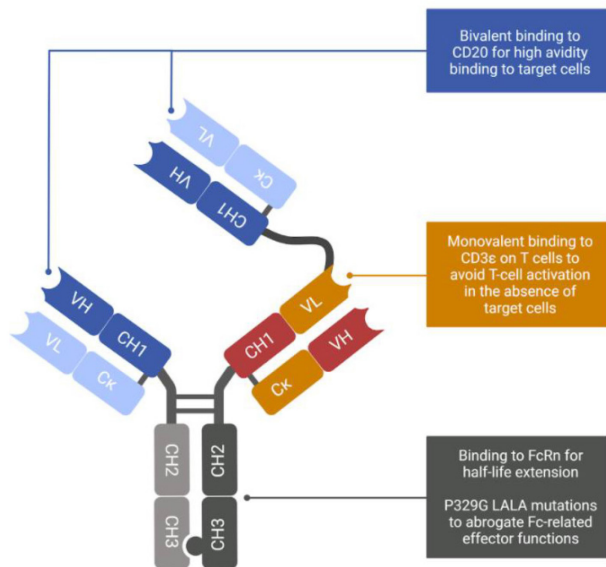 Bivalent binding to
CD20 for high avidity
binding to target cells
VL
Cκ
VH
CH1
Monovalent binding to
CD3ε on T cells to
avoid T-cell activation
in the absence of
target cells
VL
CH1
VH
Cκ
VH
CH1
VL
Cκ
CH2
CH2
CH3
CH3
Binding to FcRn for
half-life extension
P329G LALA mutations
to abrogate Fc-related
effector functions